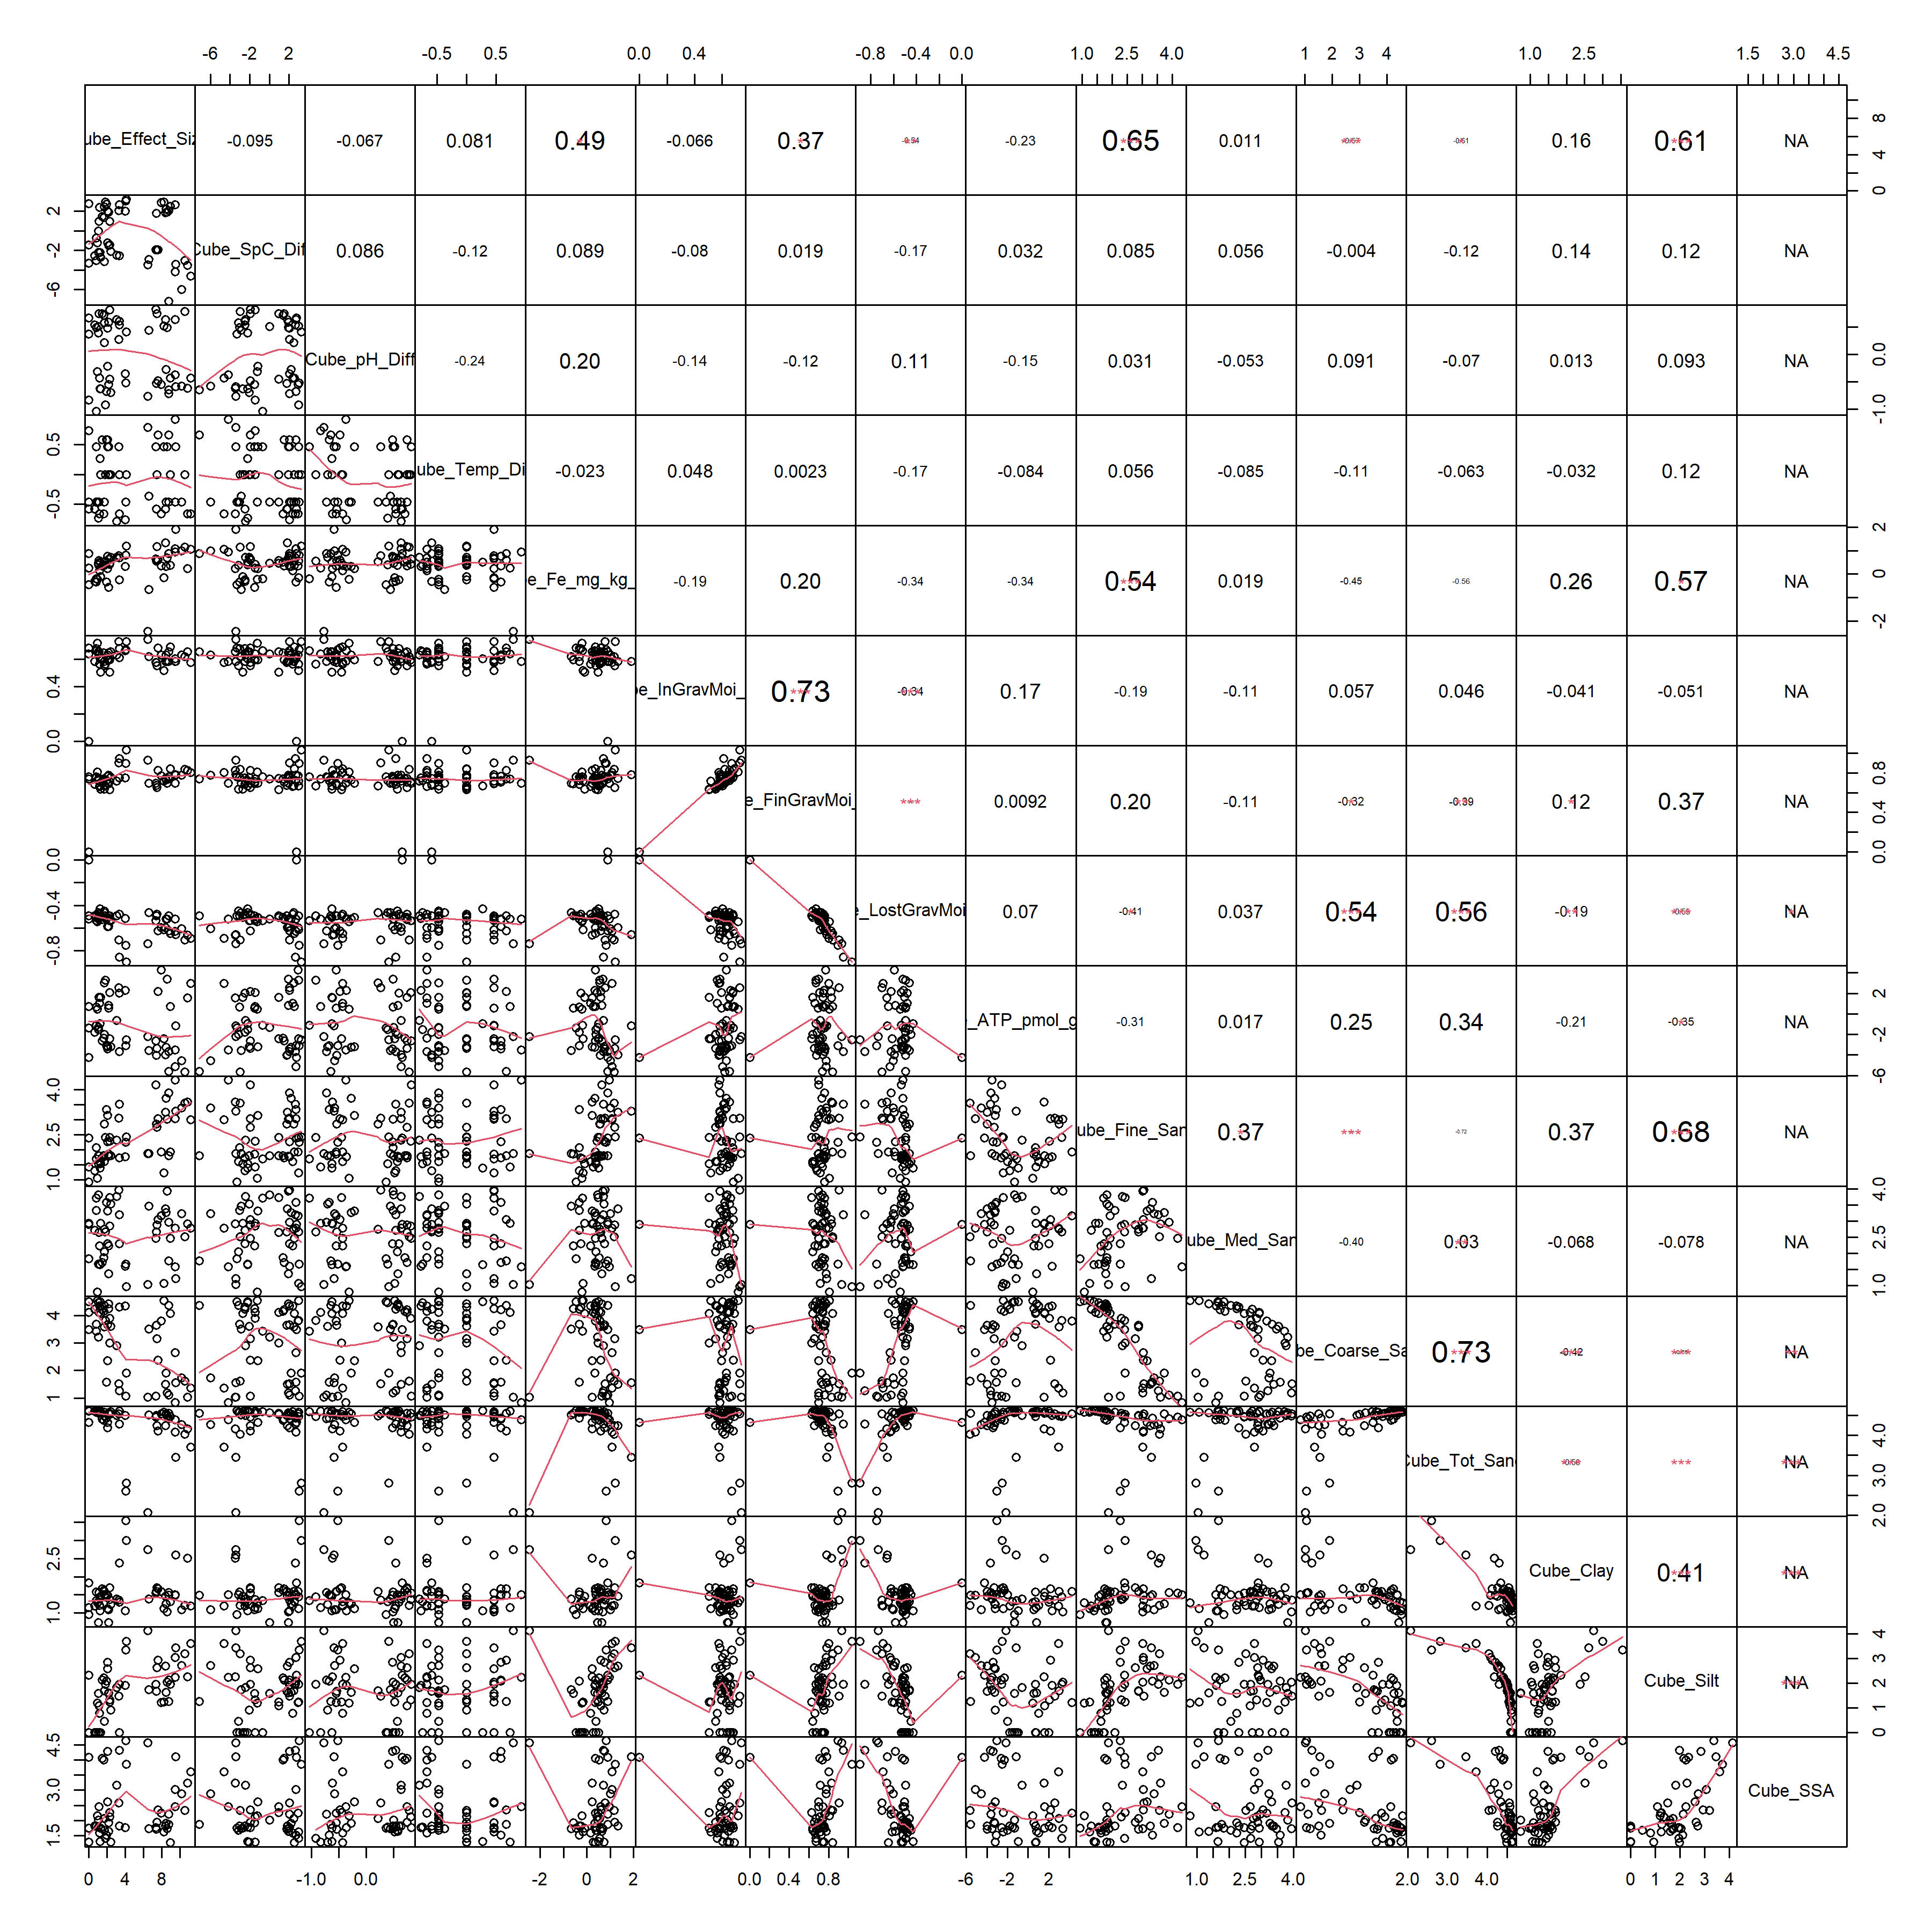 -6 -2 2 -0.5 0.5 0.0 0.4 -0.8 -0.4 0.0 1.0 2.5 4.0 1 2 3 4 1.0 2.5 1.5 3.0 4.5
ube_Effect_Siz -0.095 -0.067 0.081 0.49 -0.066 0.37 -0.54 -0.23 0.65 0.011 -0.57 -0.61 0.16 0.61 NA 0 4 8
-6 -2 2 Cube_SpC_Dif 0.086 -0.12 0.089 -0.08 0.019 -0.17 0.032 0.085 0.056 -0.004 -0.12 0.14 0.12 NA
Cube_pH_Diff -0.24 0.20 -0.14 -0.12 0.11 -0.15 0.031 -0.053 0.091 -0.07 0.013 0.093 NA -1.0 0.0
-0.5 0.5 ube_Temp_Di -0.023 0.048 0.0023 -0.17 -0.084 0.056 -0.085 -0.11 -0.063 -0.032 0.12 NA
e_Fe_mg_kg_ -0.19 0.20 -0.34 -0.34 0.54 0.019 -0.45 -0.56 0.26 0.57 NA -2 0 2
0.0 0.4 e_InGravMoi_ 0.73 -0.34 0.17 -0.19 -0.11 0.057 0.046 -0.041 -0.051 NA
e_FinGravMoi_ *** 0.0092 0.20 -0.11 -0.32 -0.39 0.12 0.37 NA 0.0 0.4 0.8
-0.8 -0.4 0.0 e_LostGravMoi 0.07 -0.41 0.037 0.54 0.56 -0.19 NA
_ATP_pmol_g -0.31 0.017 0.25 0.34 -0.21 -0.35 NA -6 -2 2
1.0 2.5 4.0 ube_Fine_San 0.37 *** -0.72 0.37 0.68 NA
ube_Med_San -0.40 0.03 -0.068 -0.078 NA 1.0 2.5 4.0
1 2 3 4 be_Coarse_Sa 0.73 -0.42 NA
Cube_Tot_San *** NA 2.0 3.0 4.0
1.0 2.5 Cube_Clay 0.41 NA
Cube_Silt NA 0 1 2 3 4
1.5 3.0 4.5 Cube_SSA
0 4 8 -1.0 0.0 -2 0 2 0.0 0.4 0.8 -6 -2 2 1.0 2.5 4.0 2.0 3.0 4.0 0 1 2 3 4